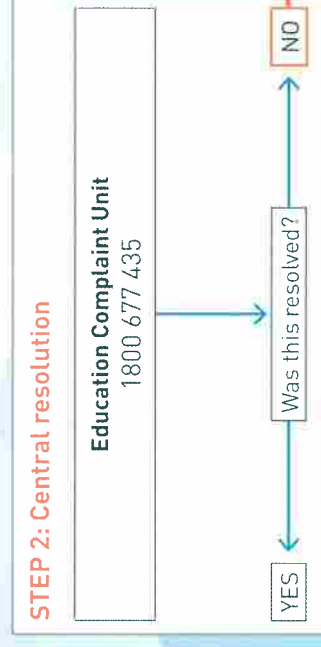 STEP 2: Central resolution
Education Complaint Unit
1800 677 435
Was this resolved?
YES
NO